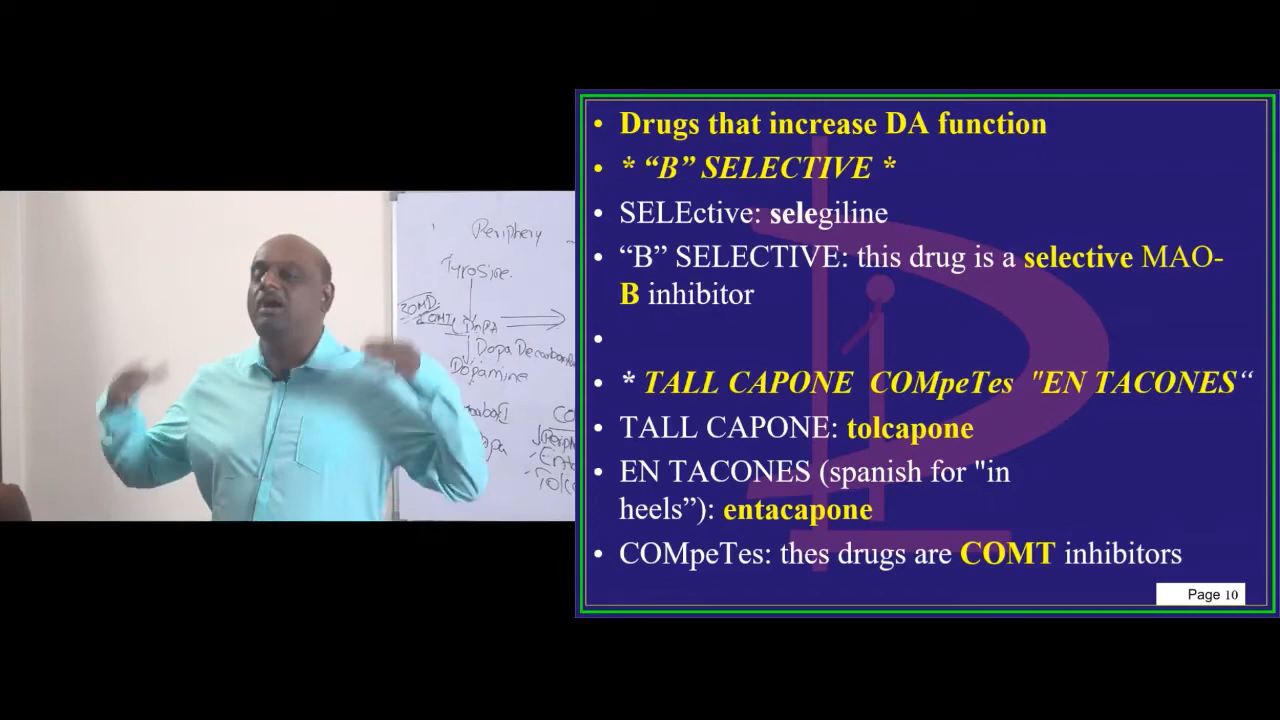 Periphery
Tyrosine
COMT DOPA
Dopa Decarbox
Dopamine
CO
Drugs that increase DA function
* “B” SELECTIVE *
SELEctive: selegiline
“B” SELECTIVE: this drug is a selective MAO-
B inhibitor
* TALL CAPONE COMpeTes "EN TACONES“
TALL CAPONE: tolcapone
EN TACONES (spanish for "in
heels”): entacapone
COMpeTes: thes drugs are COMT inhibitors
Page 10